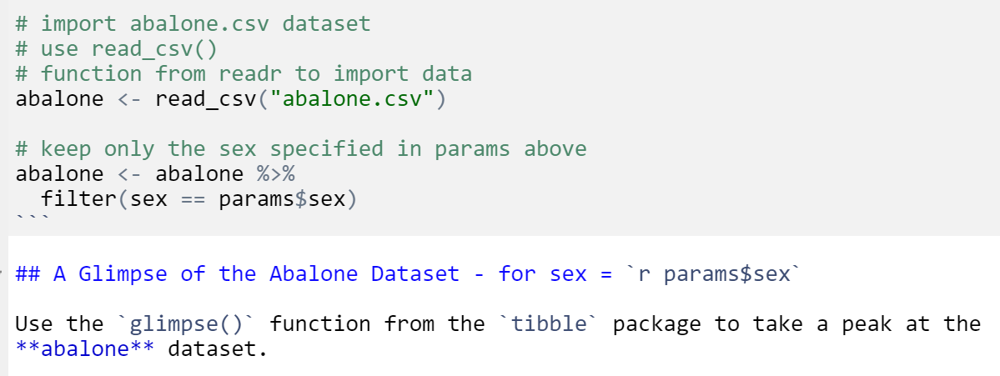 # import abalone.csv dataset
# use read_csv()
# function from readr to import data
abalone <- read_csv("abalone.csv")
# keep only the sex specified in params above
abalone <- abalone %>%
  filter(sex == params$sex)
```
## A Glimpse of the Abalone Dataset - for sex = `r params$sex`
Use the `glimpse()` function from the `tibble` package to take a peak at the
**abalone** dataset.